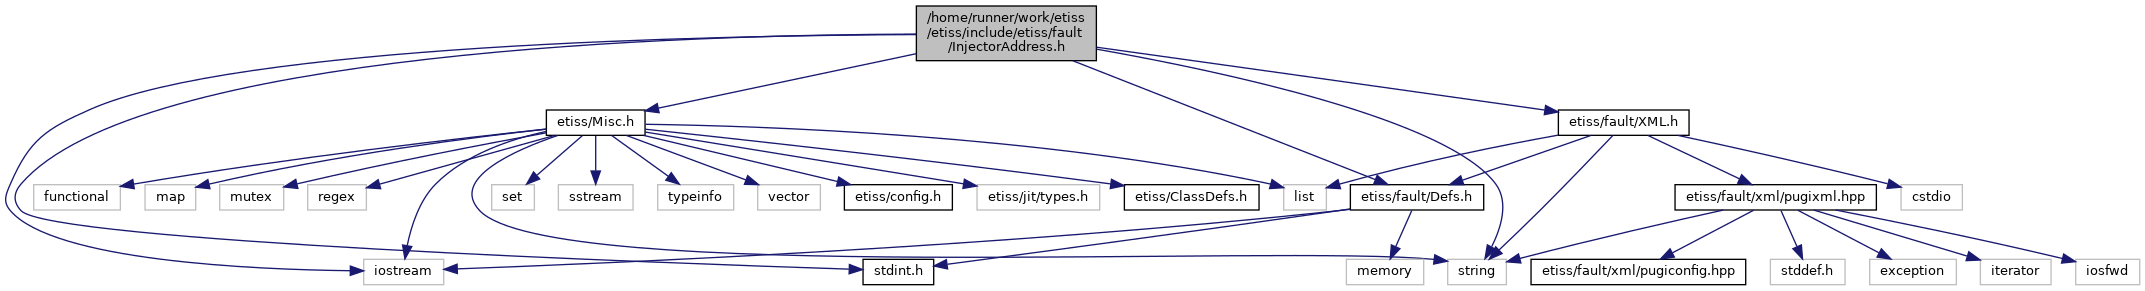 /home/runner/work/etiss
/etiss/include/etiss/fault
/InjectorAddress.h
etiss/Misc.h
etiss/fault/XML.h
functional
map
mutex
regex
set
sstream
typeinfo
vector
etiss/config.h
etiss/jit/types.h
etiss/ClassDefs.h
list
etiss/fault/Defs.h
etiss/fault/xml/pugixml.hpp
cstdio
iostream
stdint.h
memory
string
etiss/fault/xml/pugiconfig.hpp
stddef.h
exception
iterator
iosfwd